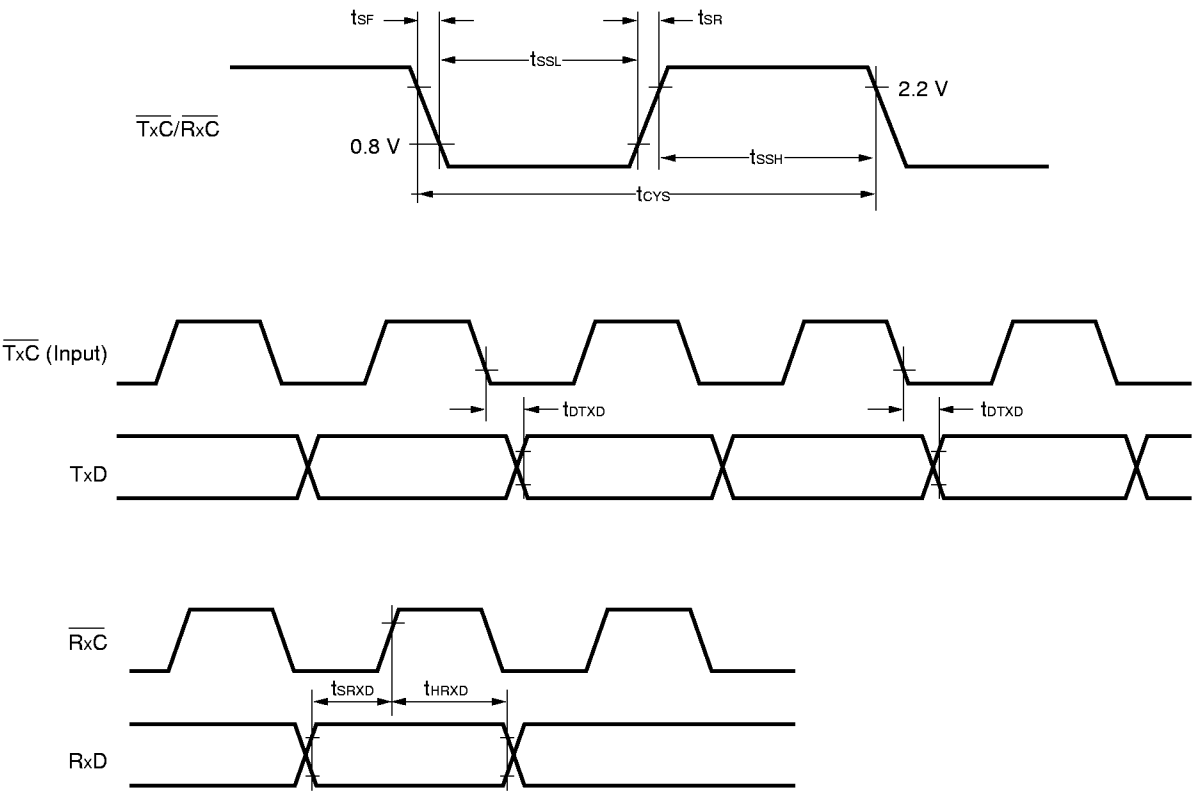 tSF
tSR
tSSL
2.2 V
TxC/RxC
0.8 V
tSSH
tCYS
TxC (Input)
tDTXD
tDTXD
TxD
RxC
tSRXD
tHRXD
RxD